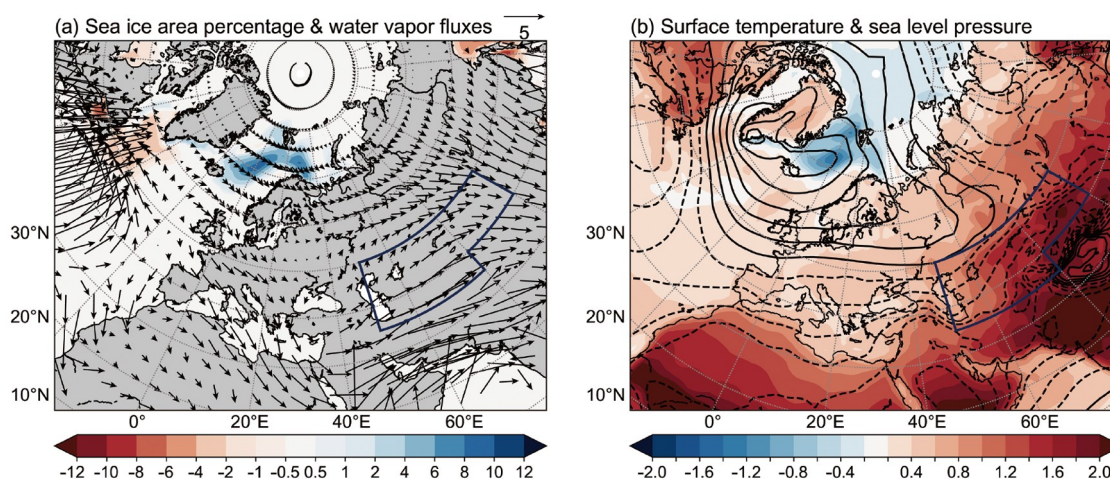 (a) Sea ice area percentage & water vapor fluxes
5
(b) Surface temperature & sea level pressure
30°N
20°N
10°N
0° 20°E 40°E 60°E
-12 -10 -8 -6 -4 -2 -1 -0.5 0.5 1 2 4 6 8 10 12
30°N
20°N
10°N
0° 20°E 40°E 60°E
-2.0 -1.6 -1.2 -0.8 -0.4 0.4 0.8 1.2 1.6 2.0